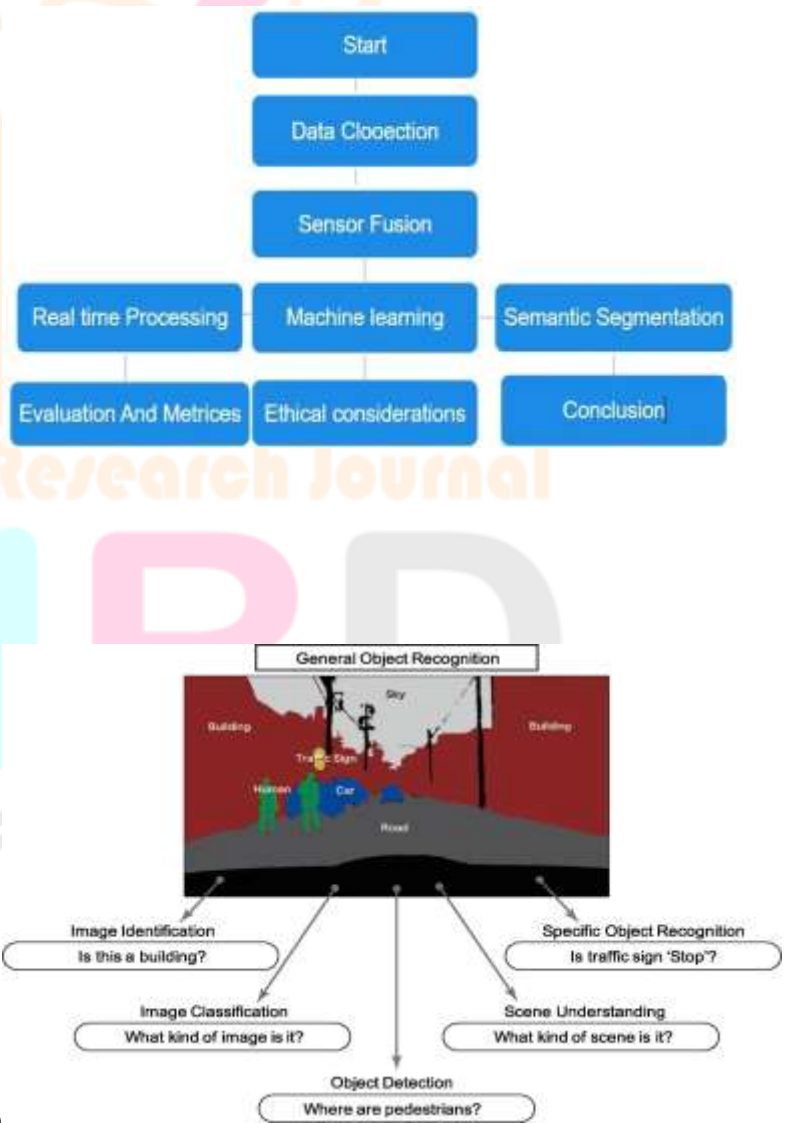 Start
Data Clooection
Sensor Fusion
Real time Processing
Machine learning
Semantic Segmentation
Evaluation And Metrices
Ethical considerations
Conclusion
Research Journal
General Object Recognition
Sky
Building
Building
Traffic Sign
Human
Car
Road
Image Identification
Is this a building?
Specific Object Recognition
Is traffic sign 'Stop'?
Image Classification
What kind of image is it?
Scene Understanding
What kind of scene is it?
Object Detection
Where are pedestrians?